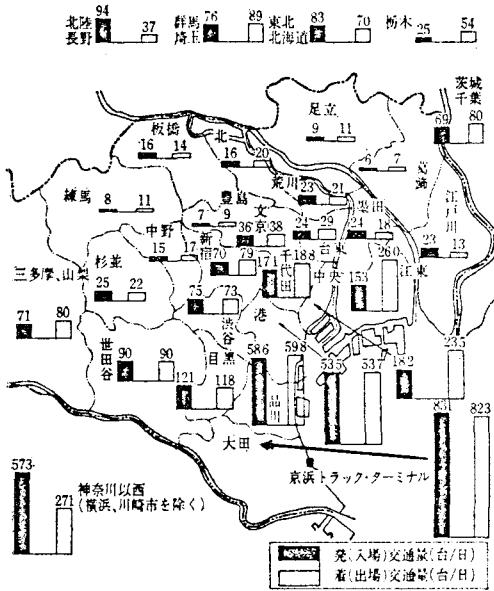 北陸 長野 94 37
群馬 埼玉 76 89
東北 北海道 83 70
栃木 25 54
茨城 千葉 69 80
足立 9 11
板橋 16 14
北 16 20
葛飾 6 7
荒川 23 21
練馬 8 11
豊島 7 9
文京 36 38
墨田 24 18
江戸川 23 13
中野 15 17
新宿 70 79
台東 24 29
千代田 171 188
中央 153 260
江東 182 235
杉並 25 22
三多摩、山梨 71 80
渋谷 75 73
港 535 537
世田谷 90 90
目黒 121 118
品川 586 598
大田 831 823
京浜トラック・ターミナル
神奈川以西 573 271
(横浜、川崎市を除く)
発(入場)交通量(台/日)
着(出場)交通量(台/日)